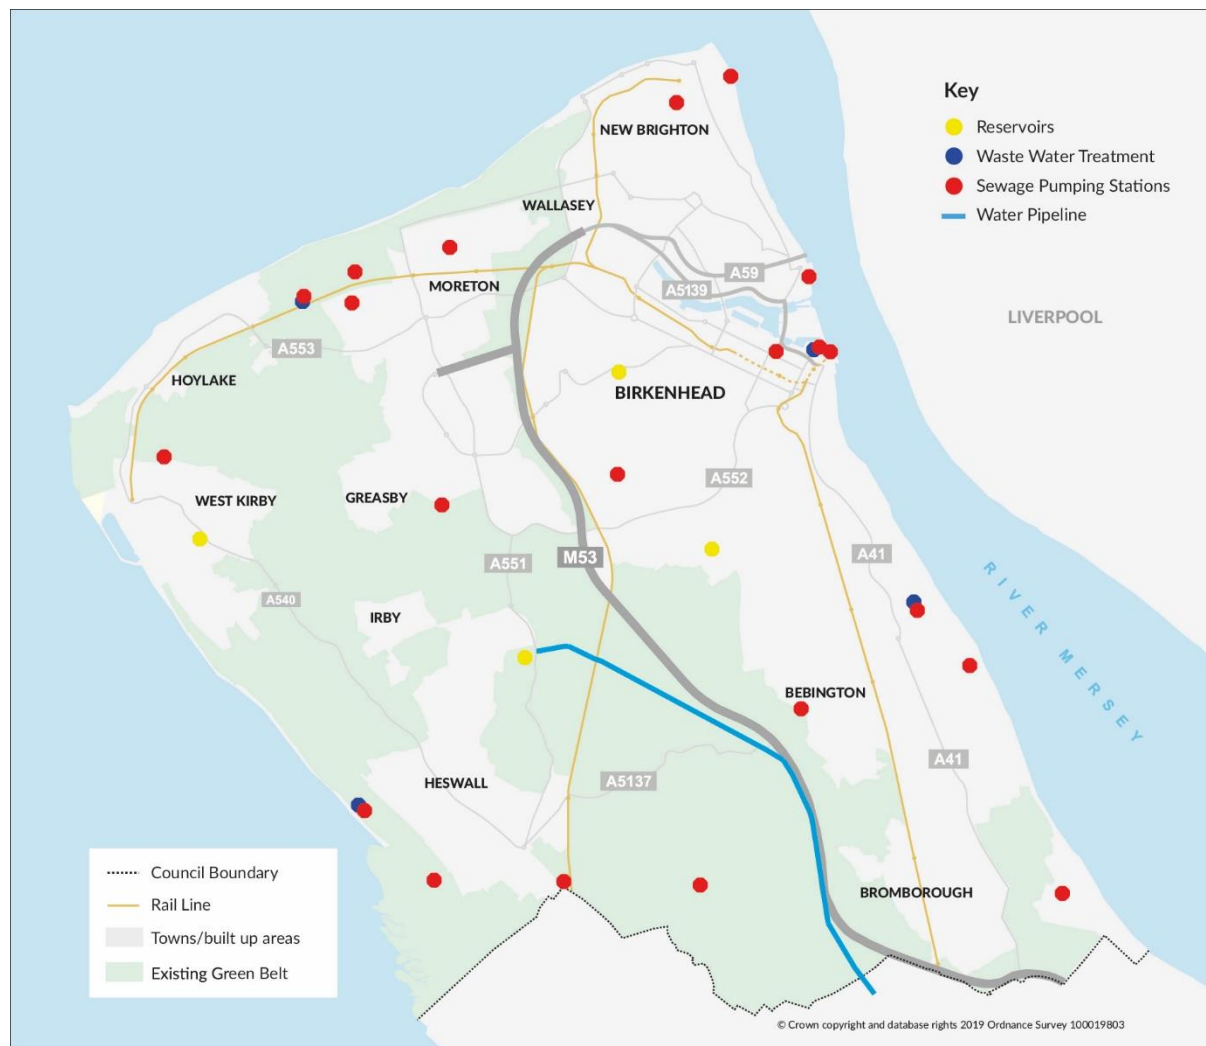 Key
Reservoirs
Waste Water Treatment
Sewage Pumping Stations
Water Pipeline
NEW BRIGHTON
WALLASEY
A59
MORETON
A5139
LIVERPOOL
A553
HOYLAKE
BIRKENHEAD
A552
WEST KIRBY
GREASBY
A551
M53
A41
A540
IRBY
RIVER MERSEY
BEBINGTON
A41
HESWALL
A5137
BROMBOROUGH
Council Boundary
Rail Line
Towns/built up areas
Existing Green Belt
© Crown copyright and database rights 2019 Ordnance Survey 100019803